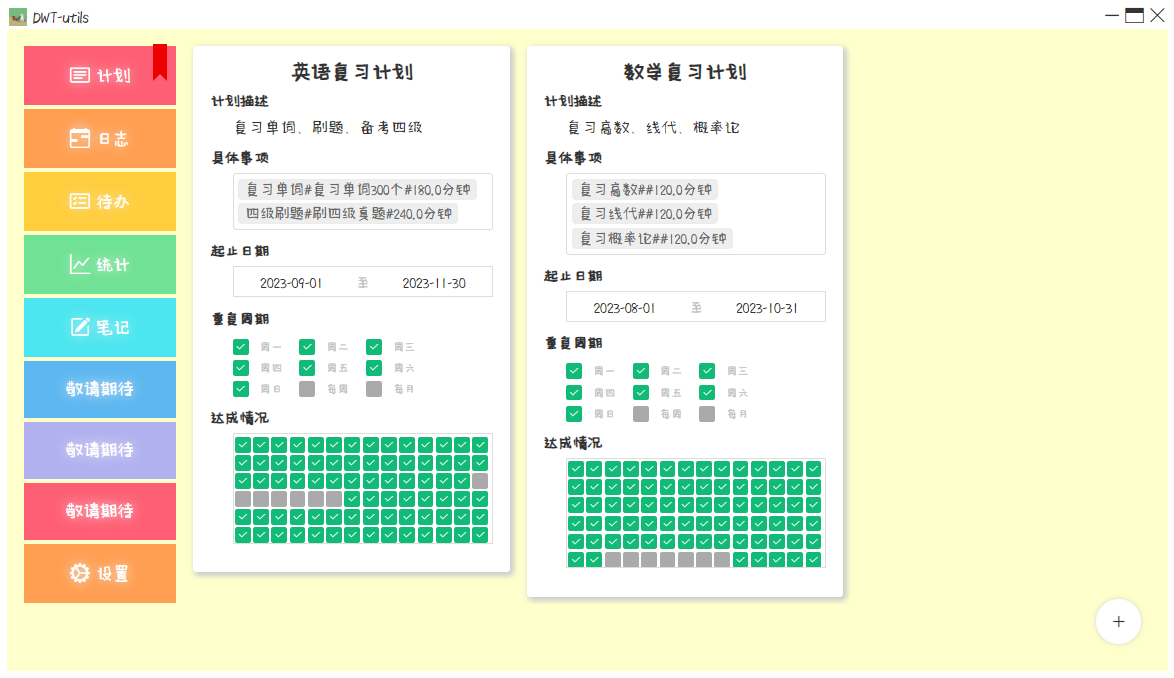 DWT-utils
计划
日志
待办
统计
笔记
敬请期待
敬请期待
敬请期待
设置
英语复习计划
计划描述
复习单词、刷题、备考四级
具体事项
复习单词#复习单词300个#180.0分钟
四级刷题#刷四级真题#240.0分钟
起止日期
2023-09-01 至 2023-11-30
重复周期
周一 周二 周三
周四 周五 周六
周日 每周 每月
达成情况
数学复习计划
计划描述
复习高数、线代、概率论
具体事项
复习高数##120.0分钟
复习线代##120.0分钟
复习概率论##120.0分钟
起止日期
2023-08-01 至 2023-10-31
重复周期
周一 周二 周三
周四 周五 周六
周日 每周 每月
达成情况